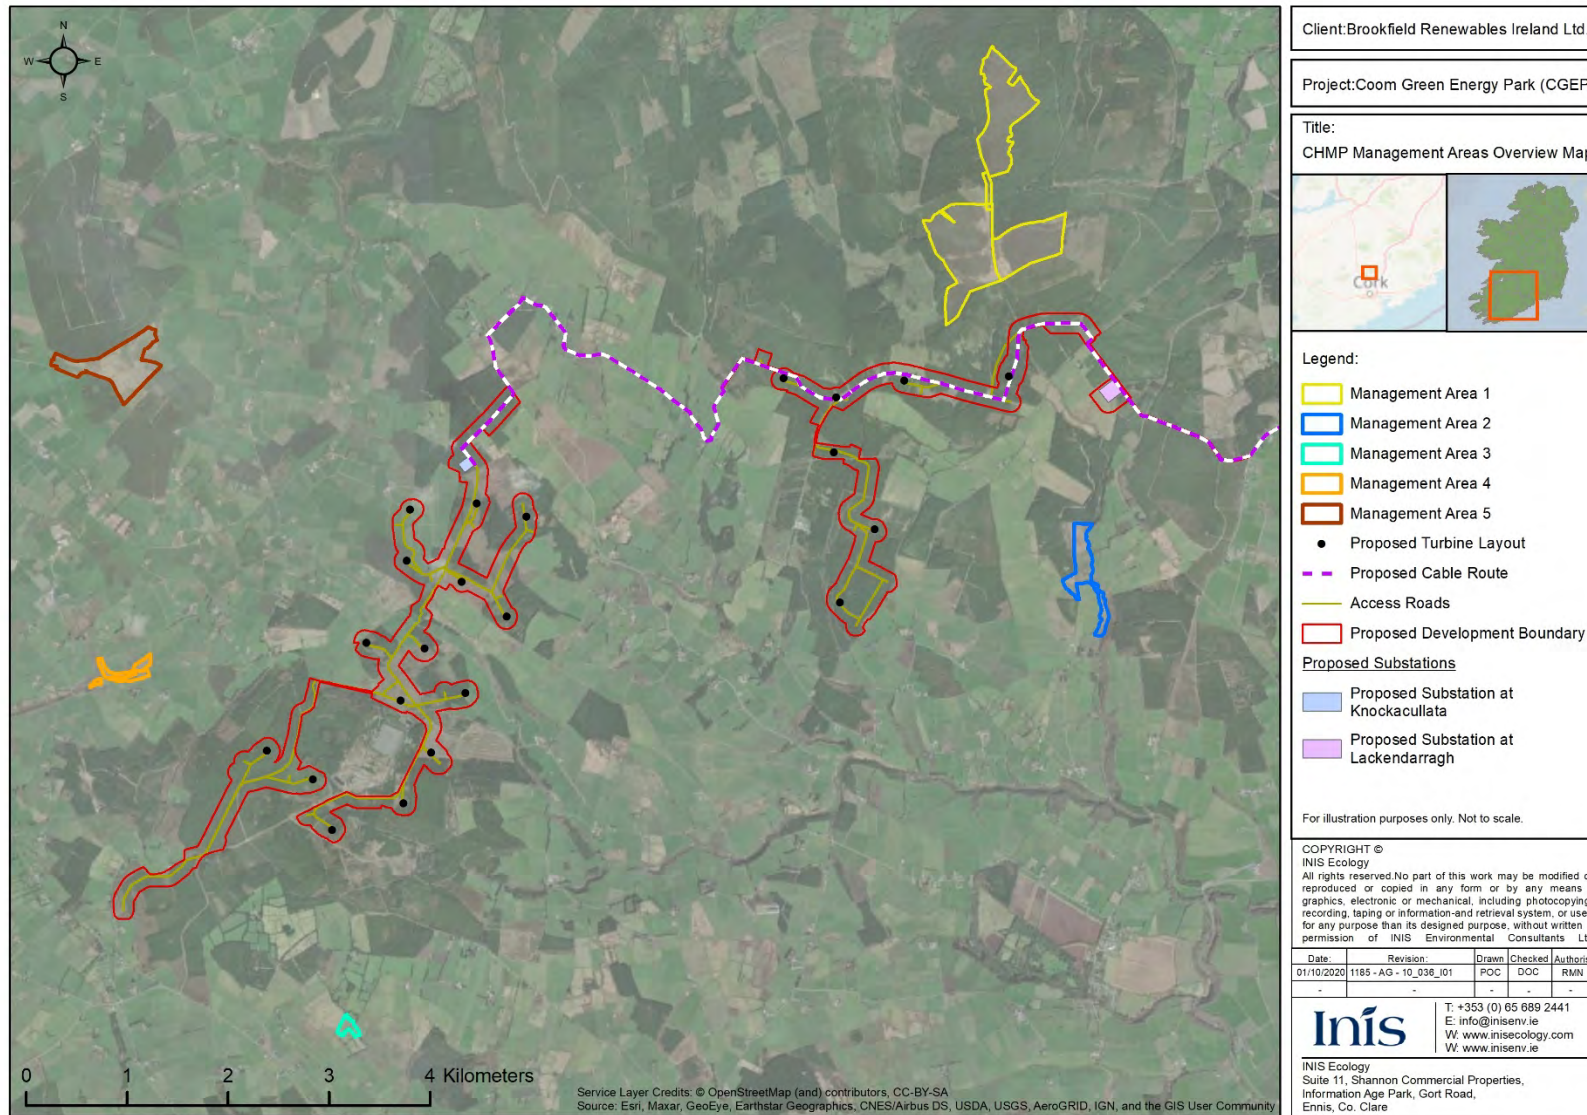 N
W
E
S
0 1 2 3 4 Kilometers
Service Layer Credits: © OpenStreetMap (and) contributors, CC-BY-SA
Source: Esri, Maxar, GeoEye, Earthstar Geographics, CNES/Airbus DS, USDA, USGS, AeroGRID, IGN, and the GIS User Community
Client:Brookfield Renewables Ireland Ltd.
Project:Coom Green Energy Park (CGEP
Title:
CHMP Management Areas Overview Map
Cork
Legend:
Management Area 1
Management Area 2
Management Area 3
Management Area 4
Management Area 5
Proposed Turbine Layout
Proposed Cable Route
Access Roads
Proposed Development Boundary
Proposed Substations
Proposed Substation at
Knockacullata
Proposed Substation at
Lackendarragh
For illustration purposes only. Not to scale.
COPYRIGHT ©
INIS Ecology
All rights reserved.No part of this work may be modified o
reproduced or copied in any form or by any means
graphics, electronic or mechanical, including photocopying
recording, taping or information-and retrieval system, or use
for any purpose than its designed purpose, without written
permission of INIS Environmental Consultants Lt
Date: Revision: Drawn Checked Authoris
01/10/2020 1185 - AG - 10_036_I01 POC DOC RMN
- - - - -
Inis
T: +353 (0) 65 689 2441
E: info@inisenv.ie
W: www.inisecology.com
W: www.inisenv.ie
INIS Ecology
Suite 11, Shannon Commercial Properties,
Information Age Park, Gort Road,
Ennis, Co. Clare